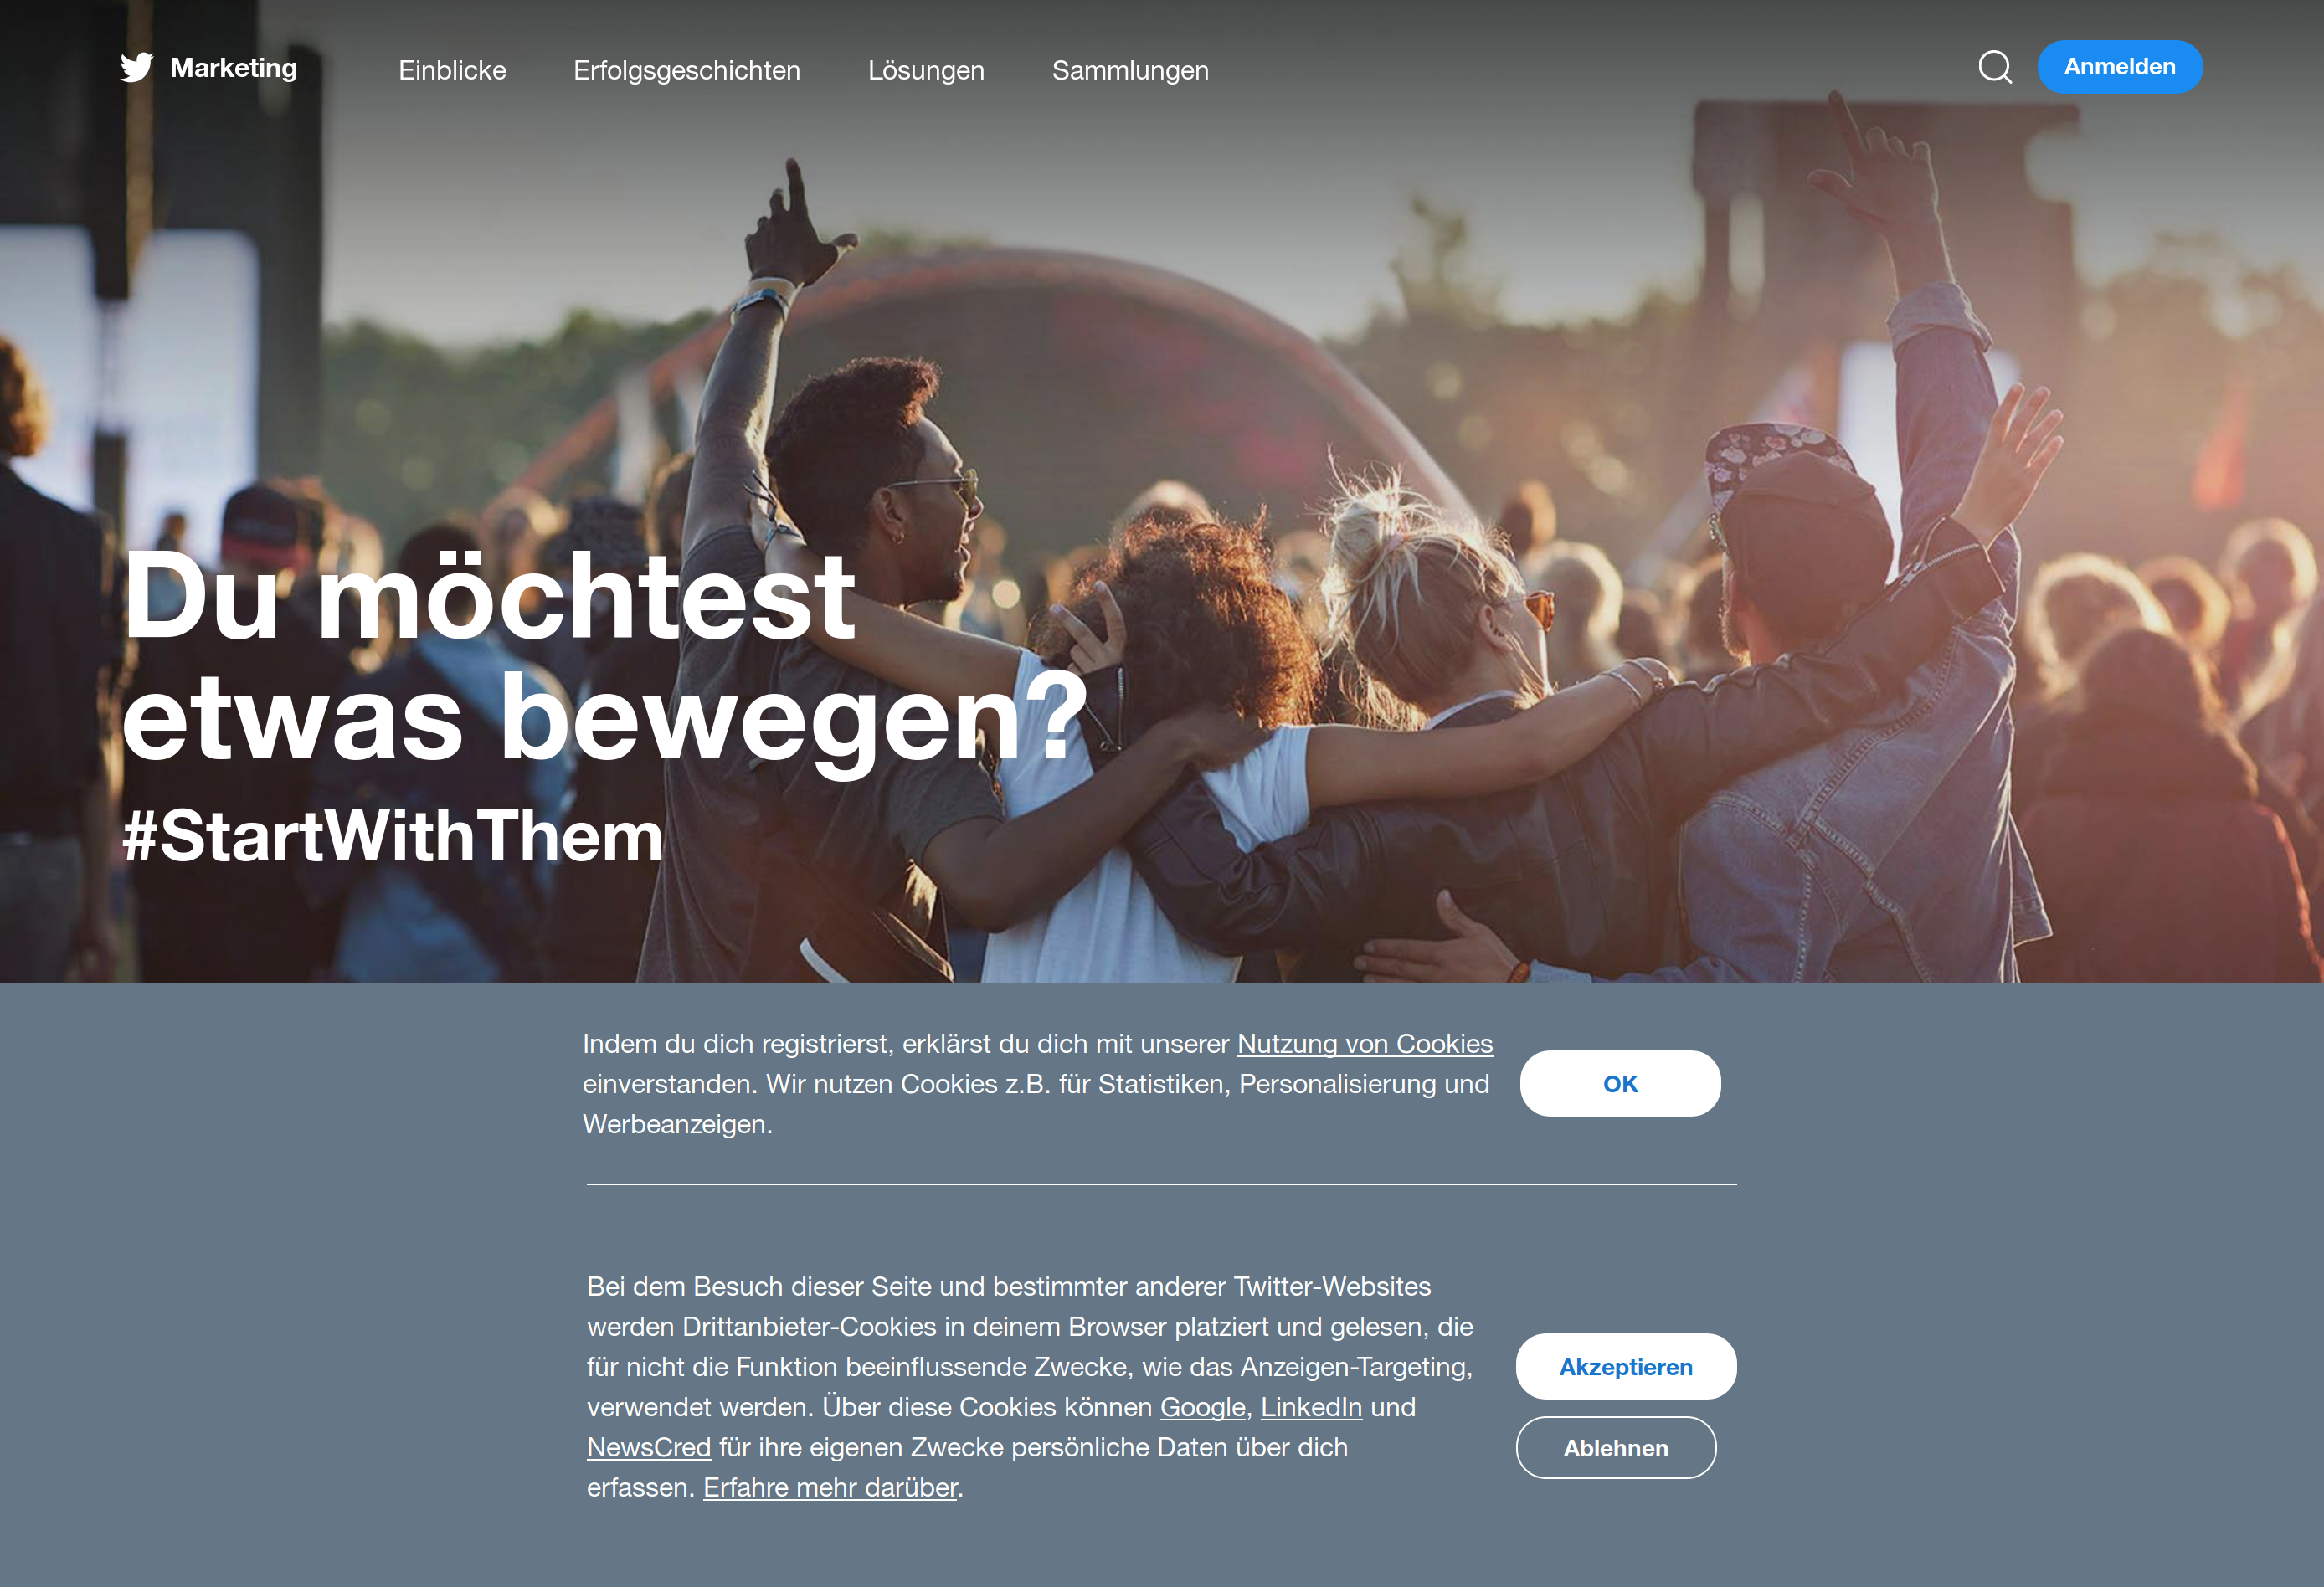 Marketing
Einblicke
Erfolgsgeschichten
Lösungen
Sammlungen
Anmelden
Du möchtest
etwas bewegen?
#StartWithThem
Indem du dich registrierst, erklärst du dich mit unserer Nutzung von Cookies
einverstanden. Wir nutzen Cookies z.B. für Statistiken, Personalisierung und
Werbeanzeigen.
OK
Bei dem Besuch dieser Seite und bestimmter anderer Twitter-Websites
werden Drittanbieter-Cookies in deinem Browser platziert und gelesen, die
für nicht die Funktion beeinflussende Zwecke, wie das Anzeigen-Targeting,
verwendet werden. Über diese Cookies können Google, LinkedIn und
NewsCred für ihre eigenen Zwecke persönliche Daten über dich
erfassen. Erfahre mehr darüber.
Akzeptieren
Ablehnen